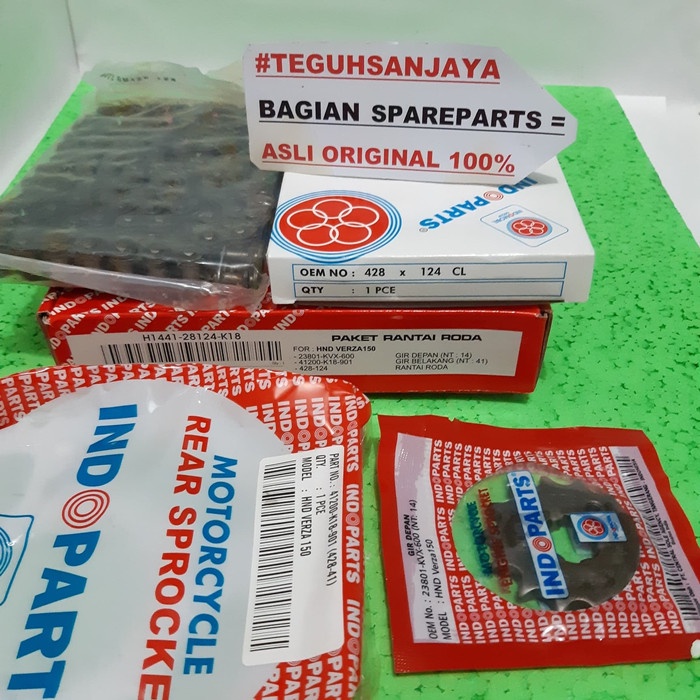 #TEGUHSANJAYA
BAGIAN SPAREPARTS =
ASLI ORIGINAL 100%
INDOPARTS
OEM NO : 428 x 124 CL
QTY : 1 PCE
H1441-28124-K18
PAKET RANTAI RODA
FOR : HND VERZA150
- 23801-KVX-600 GIR DEPAN (NT : 14)
- 41200-K18-901 GIR BELAKANG (NT : 41)
- 428-124 RANTAI RODA
INDOPART
MOTORCYCLE
REAR SPROCKE
PART NO. : 41200-K18-901 (428-41)
QTY. : 1 PCE
MODEL : HND VERZA 150
INDOPARTS
GIR DEPAN
OEM No. : 23801-KVX-600 (NT: 14)
MODEL : HND Verza150